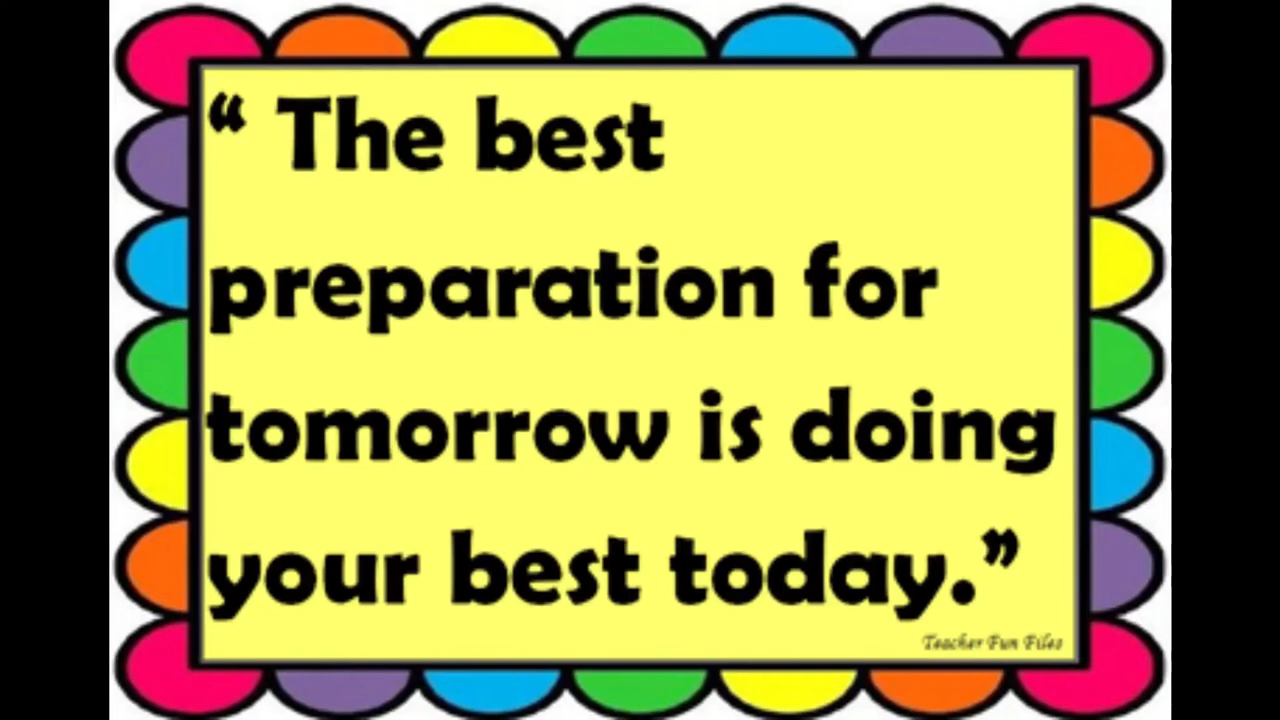 “ The best
preparation for
tomorrow is doing
your best today.”
Teacher Fun Files